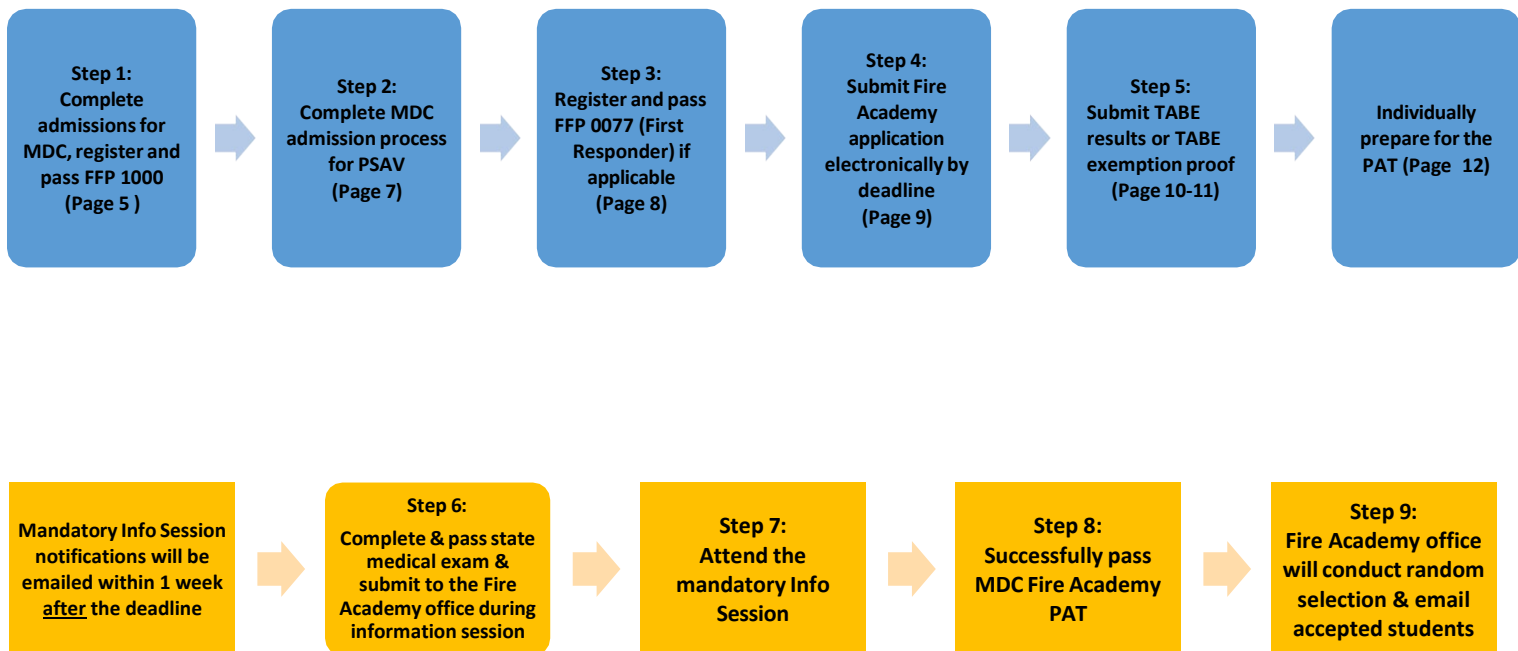 Step 1:
Complete
admissions for
MDC, register and
pass FFP 1000
(Page 5 )
Step 2:
Complete MDC
admission process
for PSAV
(Page 7)
Step 3:
Register and pass
FFP 0077 (First
Responder) if
applicable
(Page 8)
Step 4:
Submit Fire
Academy
application
electronically by
deadline
(Page 9)
Step 5:
Submit TABE
results or TABE
exemption proof
(Page 10-11)
Individually
prepare for the
PAT (Page 12)
Mandatory Info Session
notifications will be
emailed within 1 week
after the deadline
Step 6:
Complete & pass state
medical exam &
submit to the Fire
Academy office during
information session
Step 7:
Attend the
mandatory Info
Session
Step 8:
Successfully pass
MDC Fire Academy
PAT
Step 9:
Fire Academy office
will conduct random
selection & email
accepted students